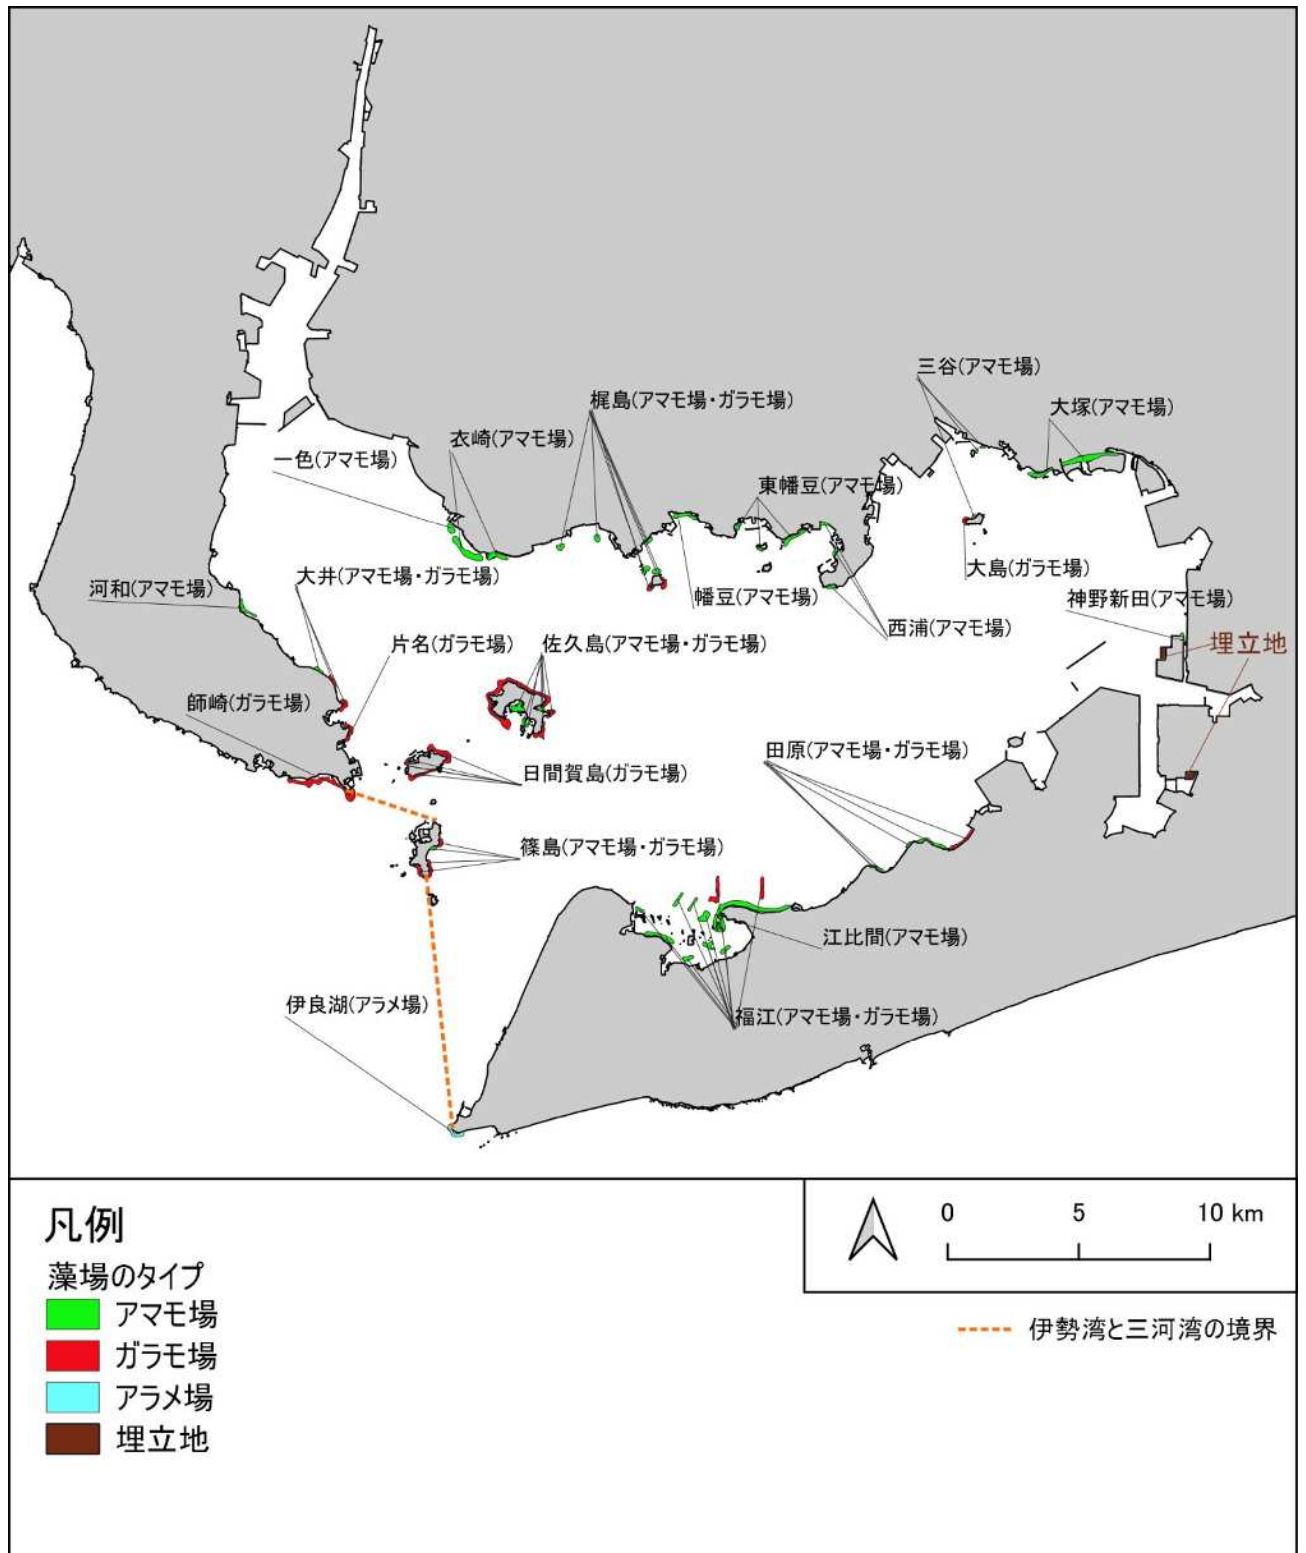 三谷(アマモ場)
梶島(アマモ場・ガラモ場)
大塚(アマモ場)
衣崎(アマモ場)
一色(アマモ場)
東幡豆(アマモ場)
大井(アマモ場・ガラモ場)
大島(ガラモ場)
河和(アマモ場)
幡豆(アマモ場)
神野新田(アマモ場)
西浦(アマモ場)
片名(ガラモ場)
佐久島(アマモ場・ガラモ場)
埋立地
師崎(ガラモ場)
田原(アマモ場・ガラモ場)
日間賀島(ガラモ場)
篠島(アマモ場・ガラモ場)
江比間(アマモ場)
伊良湖(アラメ場)
福江(アマモ場・ガラモ場)
凡例
藻場のタイプ
アマモ場
ガラモ場
アラメ場
埋立地
0 5 10 km
伊勢湾と三河湾の境界